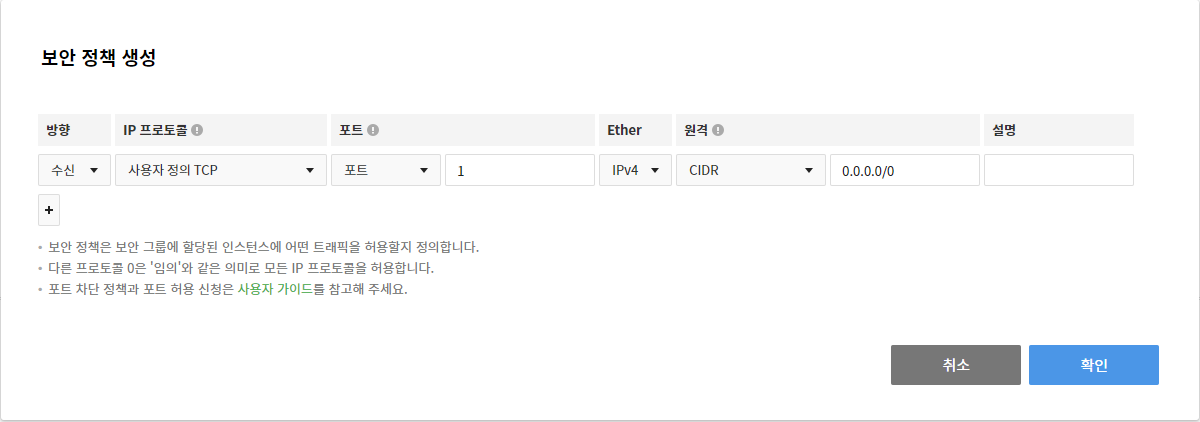 보안 정책 생성
방향 IP 프로토콜 포트 Ether 원격 설명
수신 사용자 정의 TCP 포트 1 IPv4 CIDR 0.0.0.0/0
+
• 보안 정책은 보안 그룹에 할당된 인스턴스에 어떤 트래픽을 허용할지 정의합니다.
• 다른 프로토콜 0은 '임의'와 같은 의미로 모든 IP 프로토콜을 허용합니다.
• 포트 차단 정책과 포트 허용 신청은 사용자 가이드를 참고해 주세요.
취소 확인